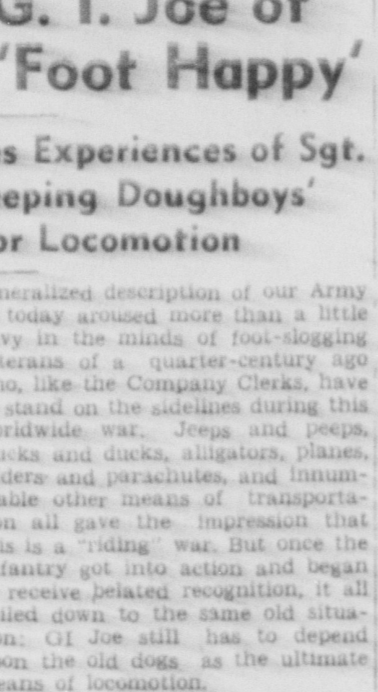 G. I. Joe of
'Foot Happy'
s Experiences of Sgt.
eeping Doughboys'
or Locomotion
neralized description of our Army
today aroused more than a little
vy in the minds of foot-slogging
terans of a quarter-century ago
ho, like the Company Clerks, have
stand on the sidelines during this
orldwide war. Jeeps and peeps,
ucks and ducks, alligators, planes,
ders and parachutes, and innum-
able other means of transporta-
on all gave the impression that
is is a "riding" war. But once the
fantry got into action and began
receive belated recognition, it all
iled down to the same old situa-
on: GI Joe still has to depend
on the old dogs as the ultimate
eans of locomotion.